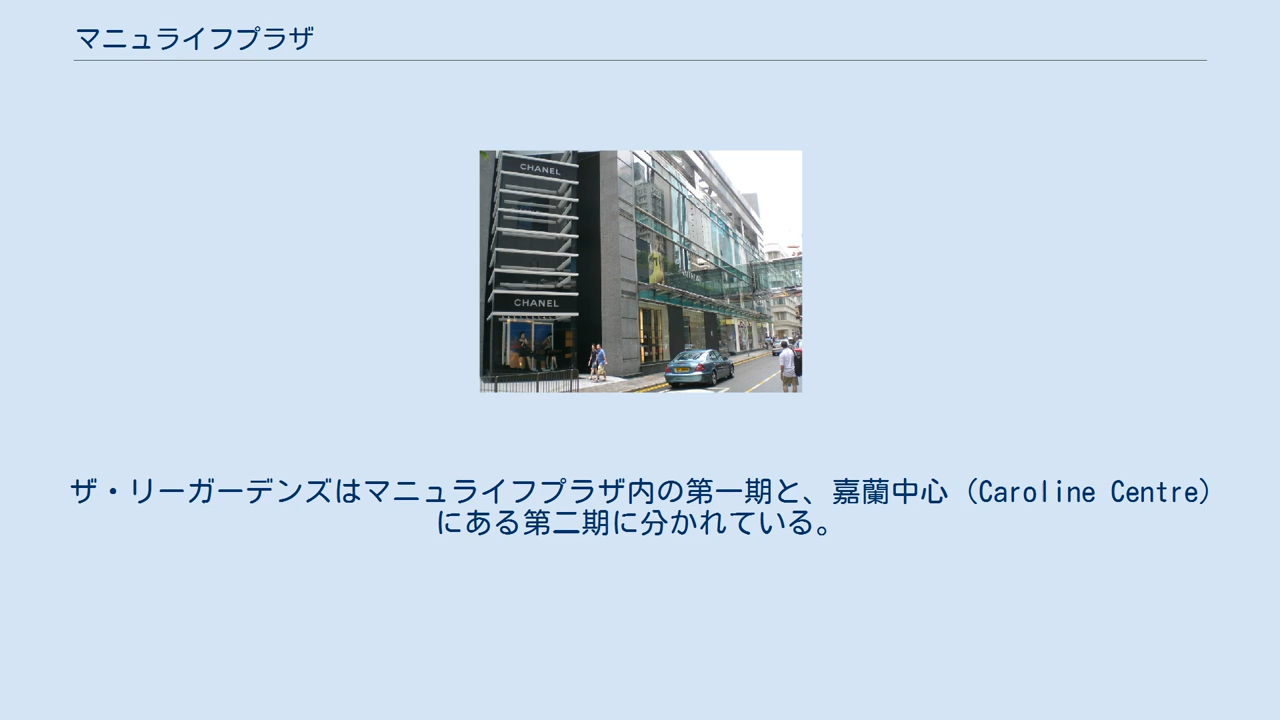 マニュライフプラザ
CHANEL
CHANEL
ザ・リーガーデンズはマニュライフプラザ内の第一期と、嘉蘭中心（Caroline Centre）
にある第二期に分かれている。